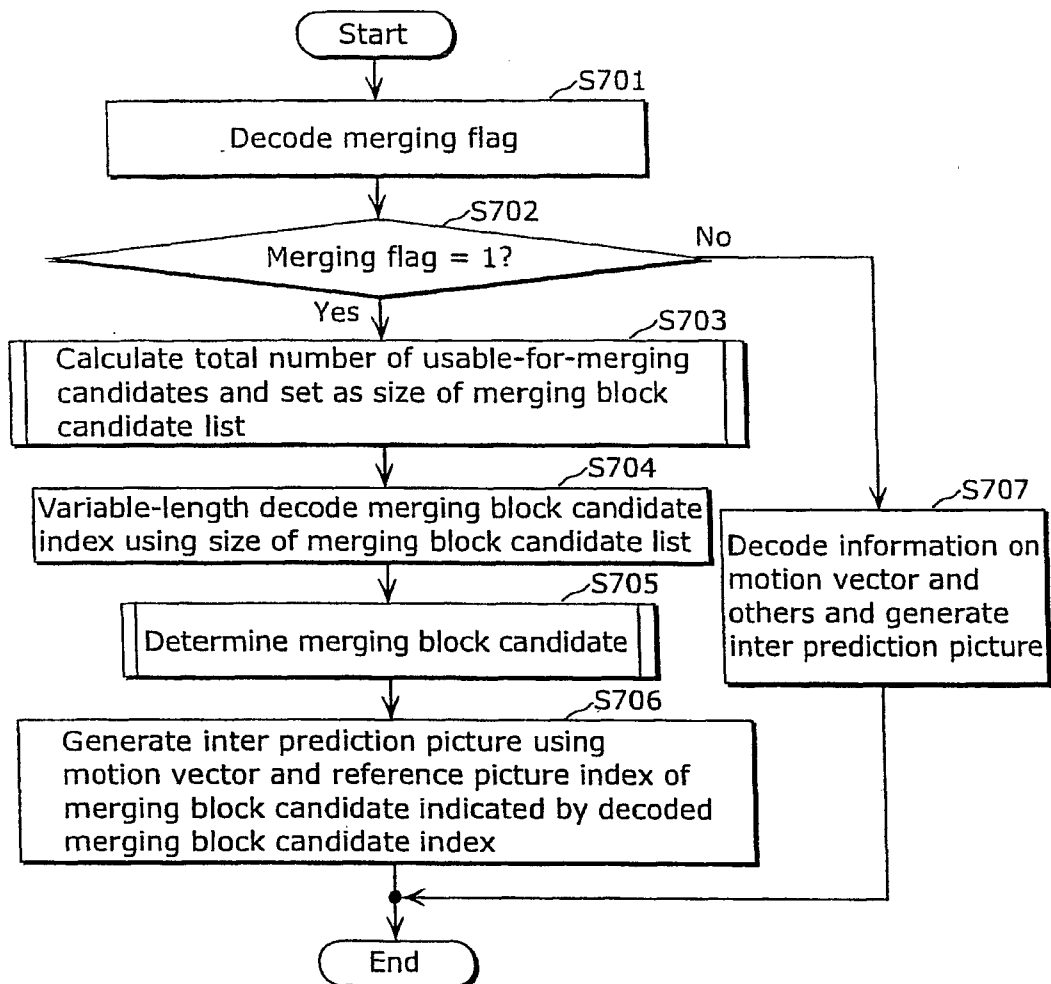 Start
S701
Decode merging flag
S702
Merging flag = 1?
No
Yes
S703
Calculate total number of usable-for-merging
candidates and set as size of merging block
candidate list
S704
Variable-length decode merging block candidate
index using size of merging block candidate list
S707
Decode information on
motion vector and
others and generate
inter prediction picture
S705
Determine merging block candidate
S706
Generate inter prediction picture using
motion vector and reference picture index of
merging block candidate indicated by decoded
merging block candidate index
End